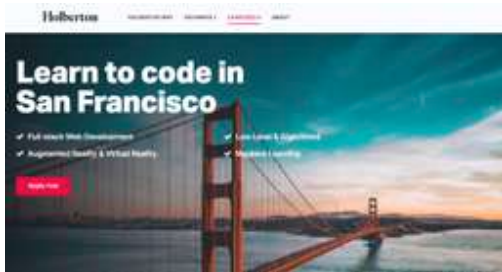 Holberton
ABOUT
Learn to code in
San Francisco
✓ Full-stack Web Development ✓ Low Level & Algorithms
✓ Augmented Reality & Virtual Reality ✓ Machine Learning
Apply now